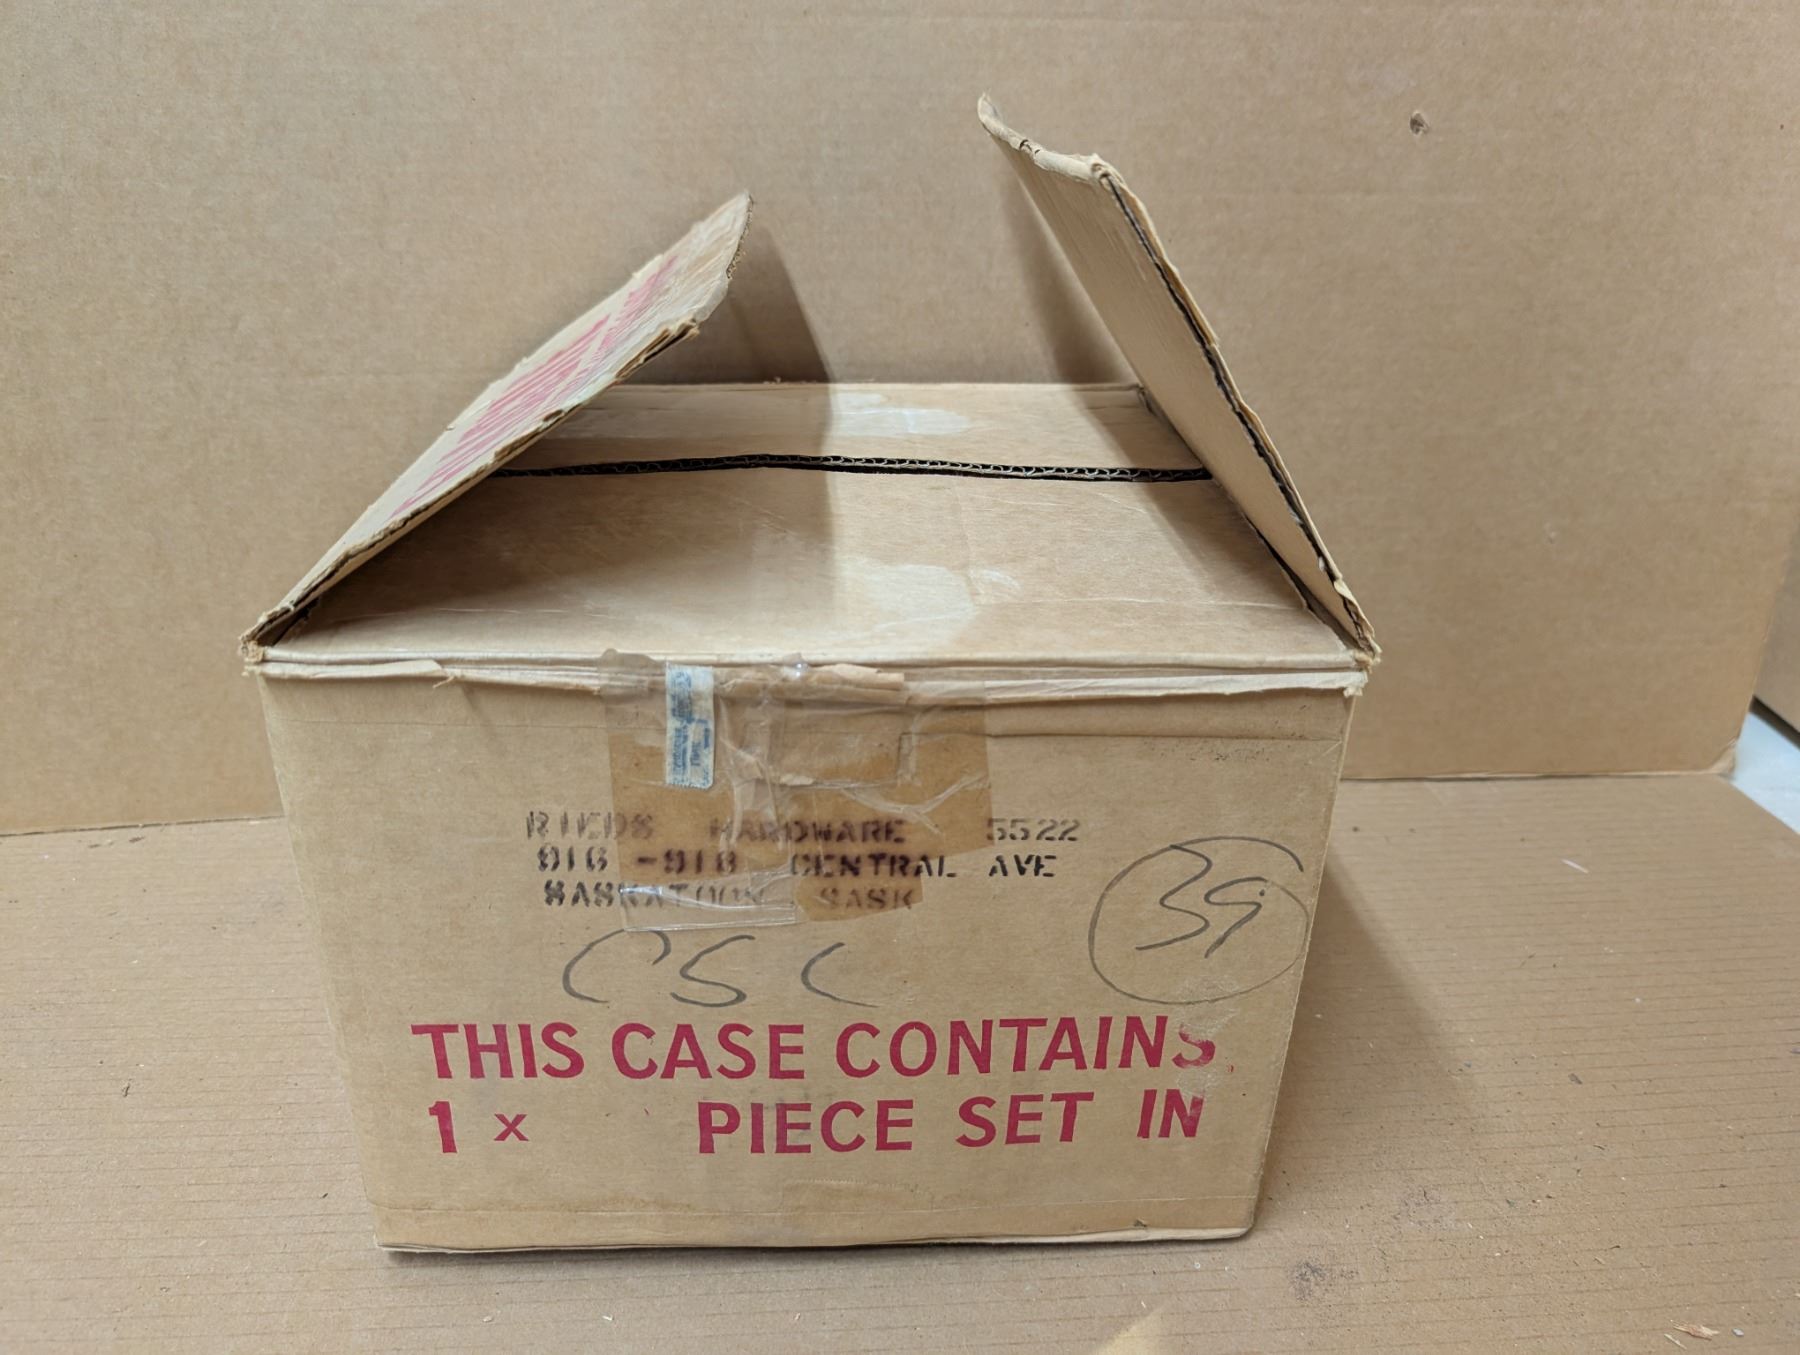 RIEDS HARDWARE 5522
916 - 918 CENTRAL AVE
SASKATOON SASK
CSC
39
THIS CASE CONTAINS
1 x PIECE SET IN